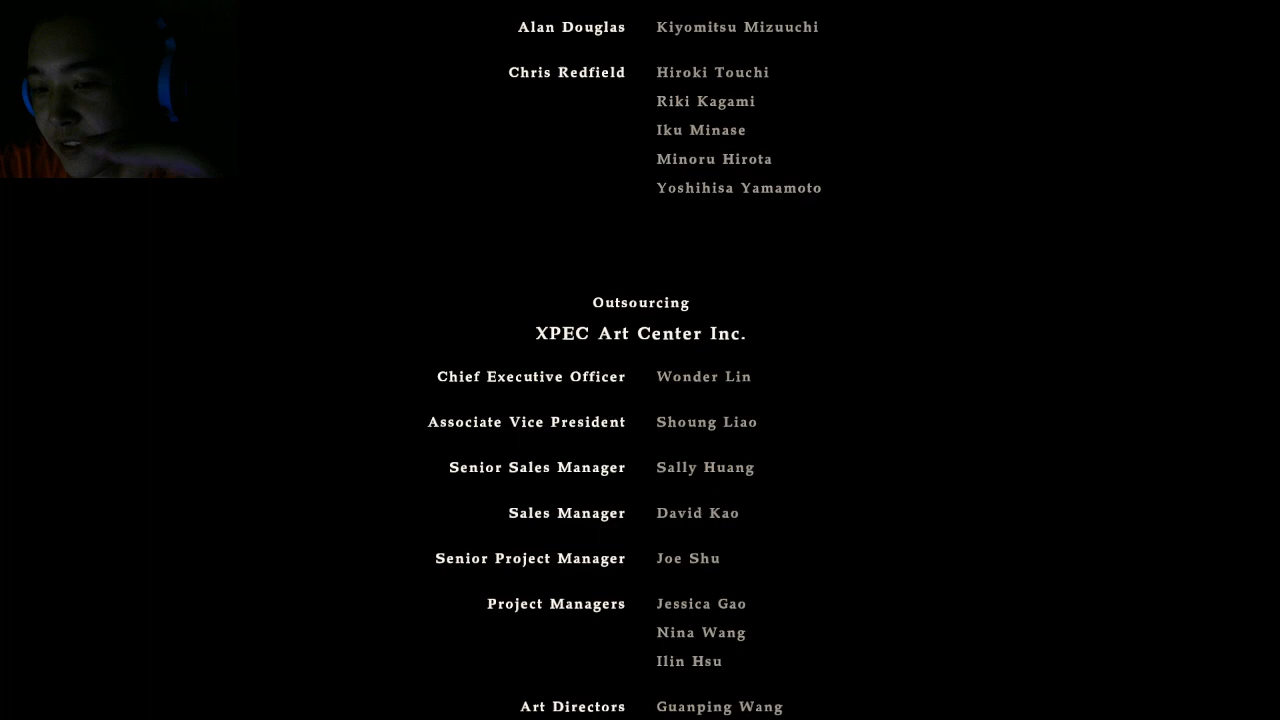 Alan Douglas Kiyomitsu Mizuuchi
Chris Redfield Hiroki Touchi
Riki Kagami
Iku Minase
Minoru Hirota
Yoshihisa Yamamoto
Outsourcing
XPEC Art Center Inc.
Chief Executive Officer Wonder Lin
Associate Vice President Shoung Liao
Senior Sales Manager Sally Huang
Sales Manager David Kao
Senior Project Manager Joe Shu
Project Managers Jessica Gao
Nina Wang
Ilin Hsu
Art Directors Guanping Wang